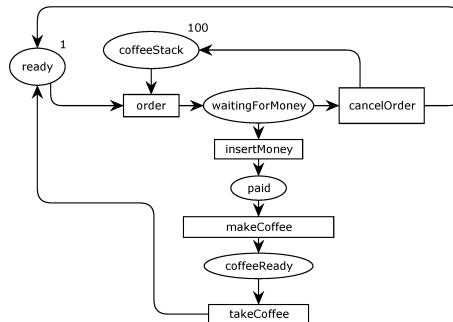 100
1
coffeeStack
ready
order
waitingForMoney
cancelOrder
insertMoney
paid
makeCoffee
coffeeReady
takeCoffee